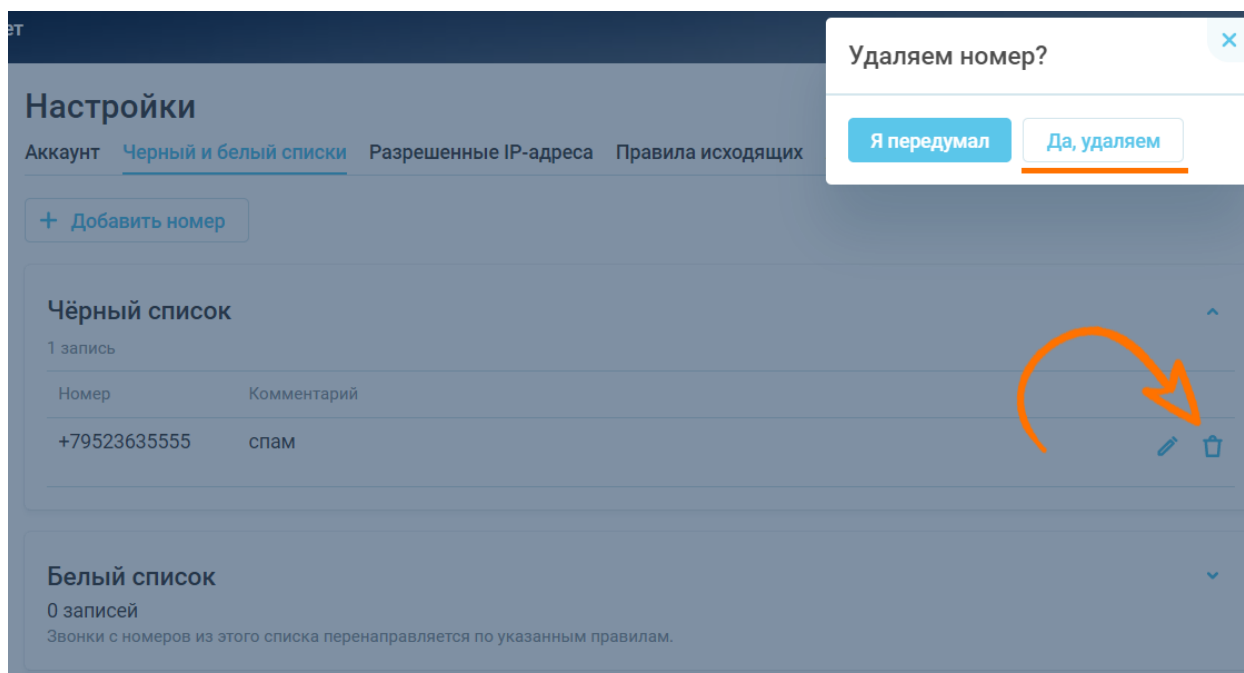 ет
Удаляем номер?
Я передумал Да, удаляем
Настройки
Аккаунт Черный и белый списки Разрешенные IP-адреса Правила исходящих
+ Добавить номер
Чёрный список
1 запись
Номер Комментарий
+79523635555 спам
Белый список
0 записей
Звонки с номеров из этого списка перенаправляется по указанным правилам.